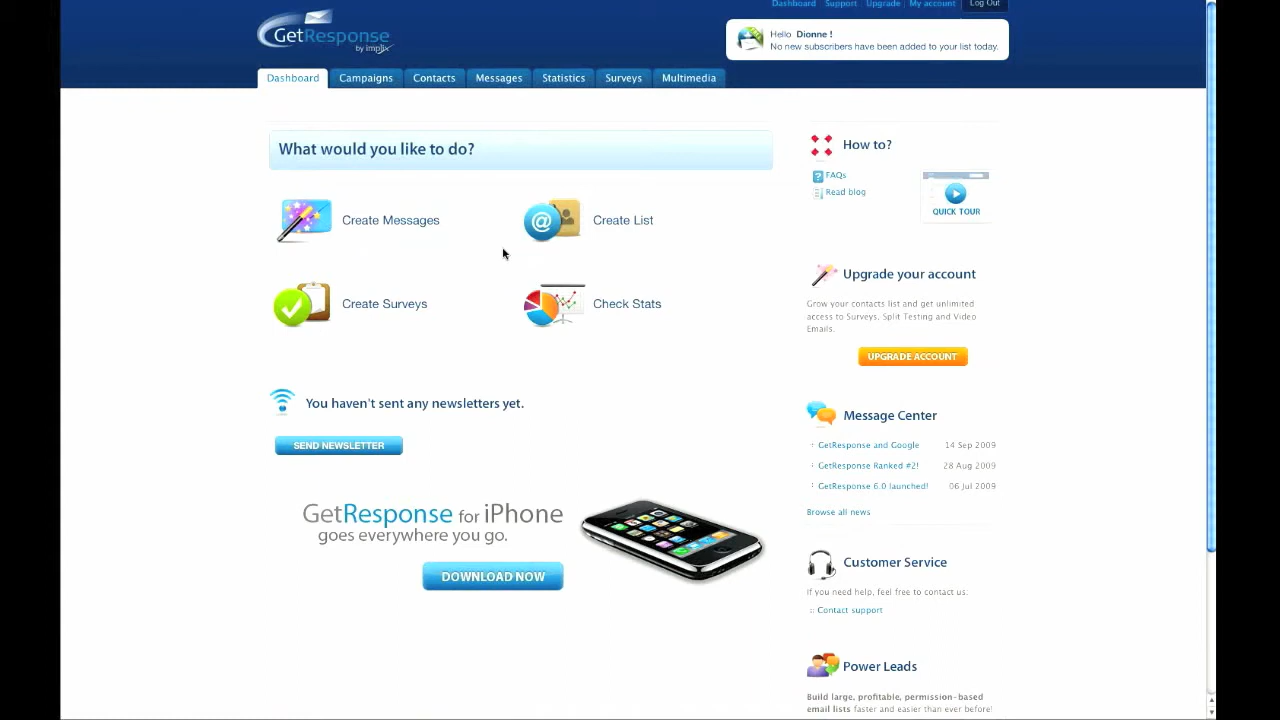 Dashboard Support Upgrade My account Log Out
GetResponse
by implix
Hello Dionne !
No new subscribers have been added to your list today.
Dashboard Campaigns Contacts Messages Statistics Surveys Multimedia
What would you like to do?
Create Messages
Create List
Create Surveys
Check Stats
You haven't sent any newsletters yet.
SEND NEWSLETTER
GetResponse for iPhone
goes everywhere you go.
DOWNLOAD NOW
How to?
FAQs
Read blog
QUICK TOUR
Upgrade your account
Grow your contacts list and get unlimited
access to Surveys, Split Testing and Video
Emails.
UPGRADE ACCOUNT
Message Center
GetResponse and Google 14 Sep 2009
GetResponse Ranked #2! 28 Aug 2009
GetResponse 6.0 launched! 06 Jul 2009
Browse all news
Customer Service
If you need help, feel free to contact us.
:: Contact support
Power Leads
Build large, profitable, permission-based
email lists faster and easier than ever before!